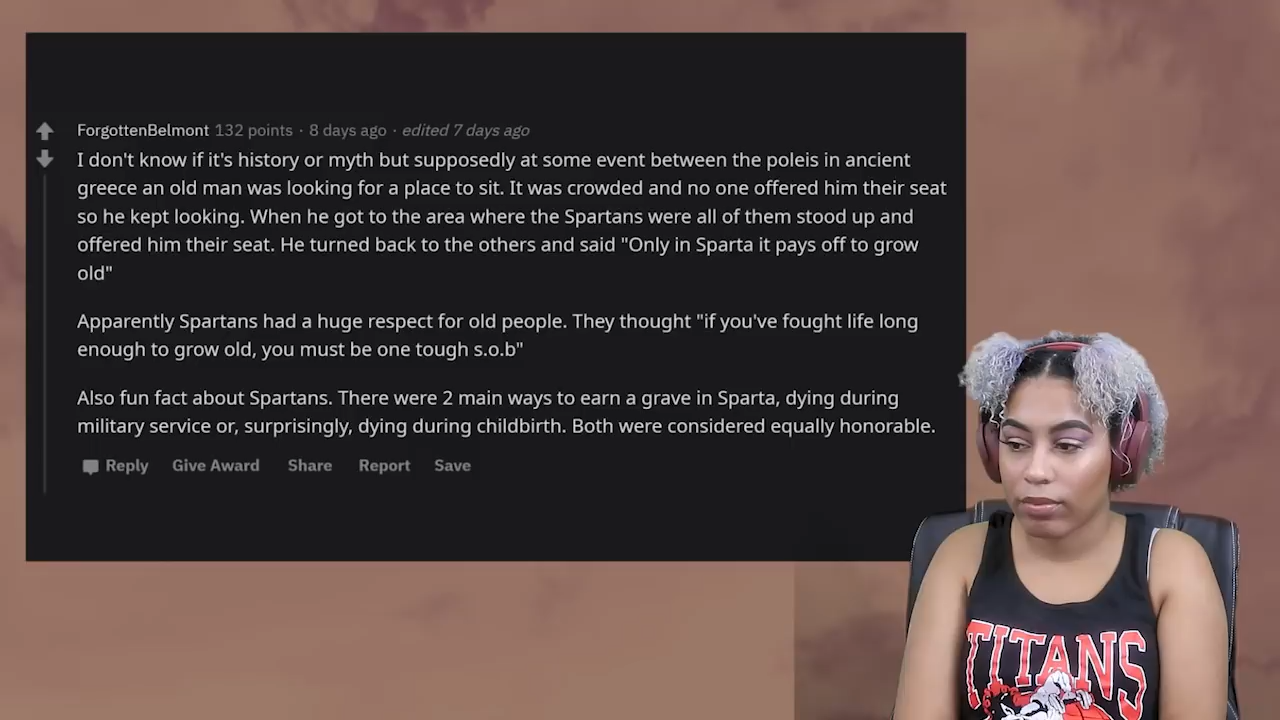 ForgottenBelmont 132 points · 8 days ago · edited 7 days ago
I don't know if it's history or myth but supposedly at some event between the poleis in ancient
greece an old man was looking for a place to sit. It was crowded and no one offered him their seat
so he kept looking. When he got to the area where the Spartans were all of them stood up and
offered him their seat. He turned back to the others and said "Only in Sparta it pays off to grow
old"
Apparently Spartans had a huge respect for old people. They thought "if you've fought life long
enough to grow old, you must be one tough s.o.b"
Also fun fact about Spartans. There were 2 main ways to earn a grave in Sparta, dying during
military service or, surprisingly, dying during childbirth. Both were considered equally honorable.
Reply Give Award Share Report Save
TITANS